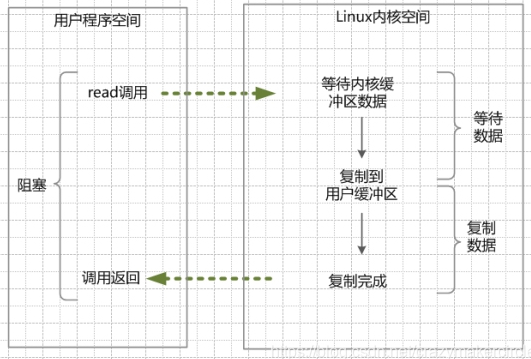 用户程序空间
Linux内核空间
read调用
等待内核缓
冲区数据
等待
数据
阻塞
复制到
用户缓冲区
复制
数据
调用返回
复制完成